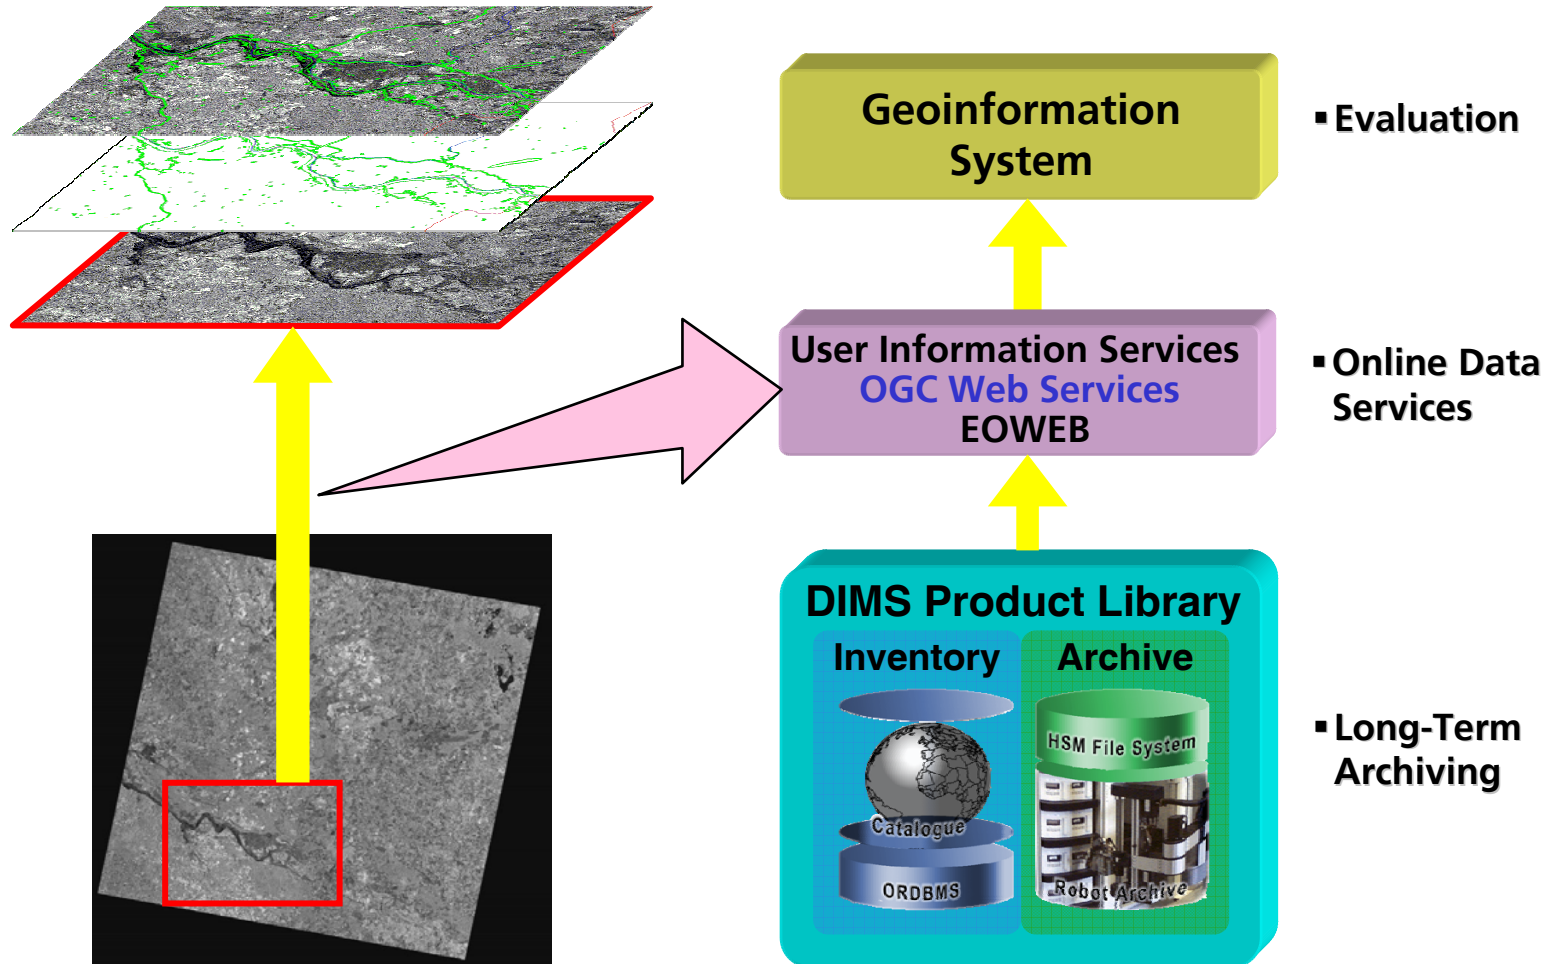 Geoinformation
System
▪ Evaluation
User Information Services
OGC Web Services
EOWEB
▪ Online Data
Services
DIMS Product Library
Inventory
Archive
HSM File System
Catalogue
ORDBMS
Robot Archive
▪ Long-Term
Archiving